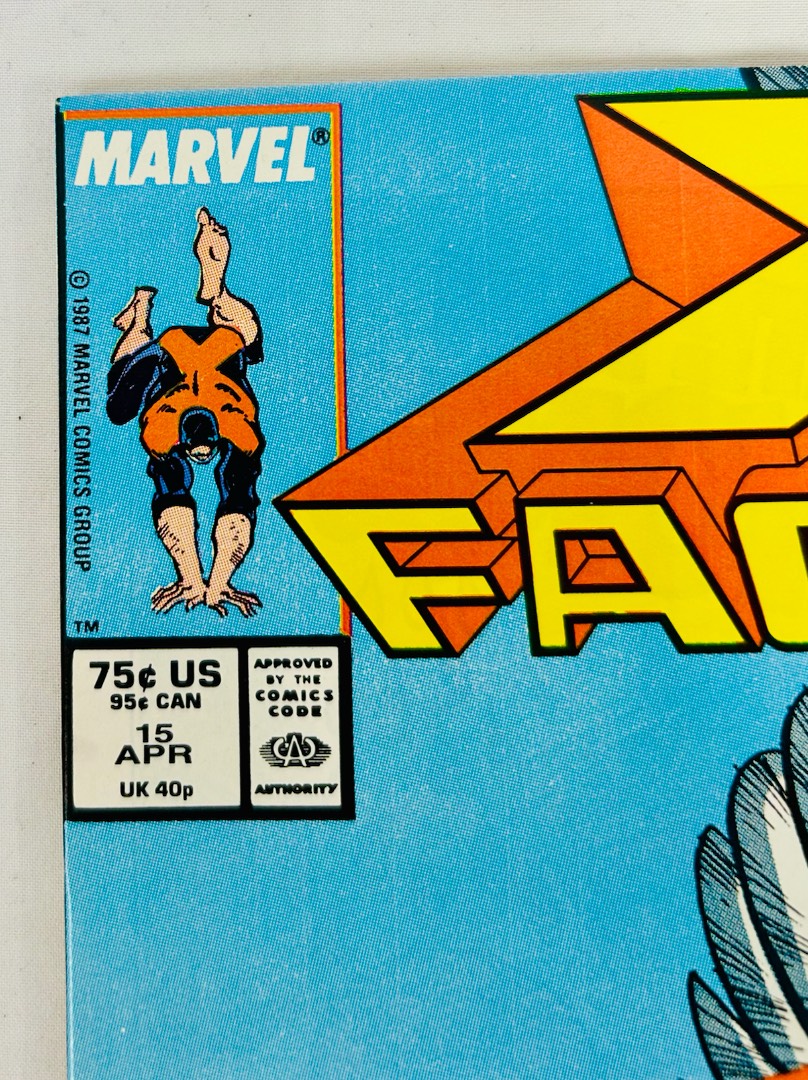 MARVEL®
© 1987 MARVEL COMICS GROUP
TM
X
FAC
75¢ US
95¢ CAN
15
APR
UK 40p
APPROVED
BY THE
COMICS
CODE
CA
AUTHORITY